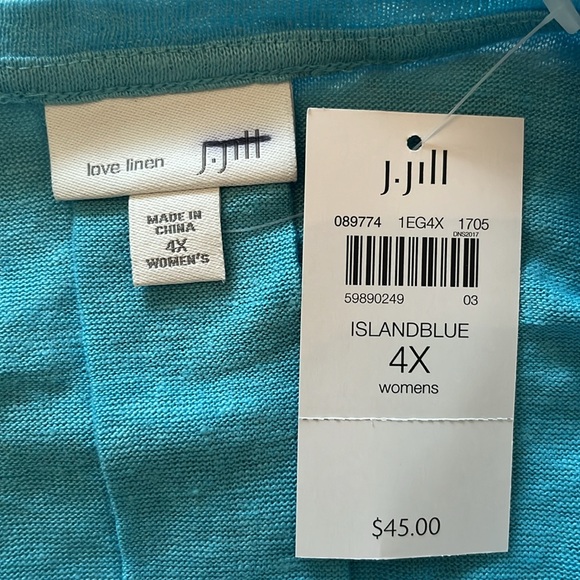 love linen J.Jill
MADE IN
CHINA
4X
WOMEN'S
J.Jill
089774 1EG4X 1705
DNS2017
59890249 03
ISLANDBLUE
4X
womens
$45.00